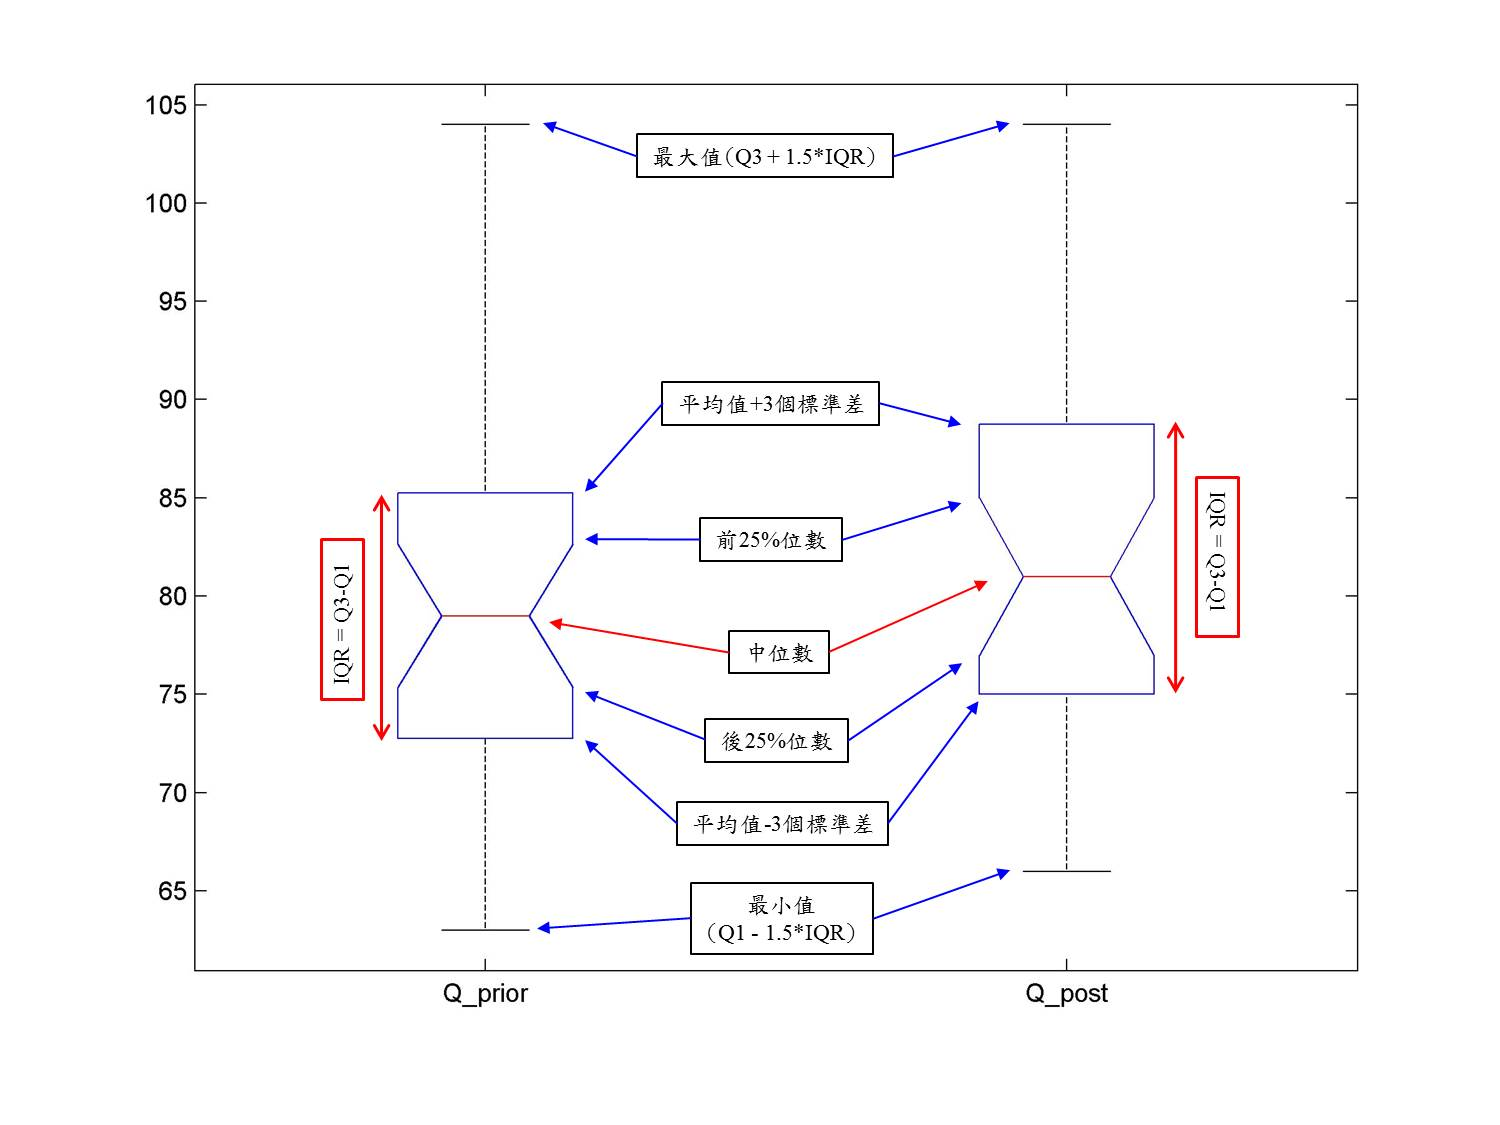 105
100
95
90
85
80
75
70
65
最大值(Q3 + 1.5*IQR)
平均值+3個標準差
前25%位數
中位數
後25%位數
平均值-3個標準差
最小值
(Q1 - 1.5*IQR)
IQR = Q3-Q1
IQR = Q3-Q1
Q_prior
Q_post